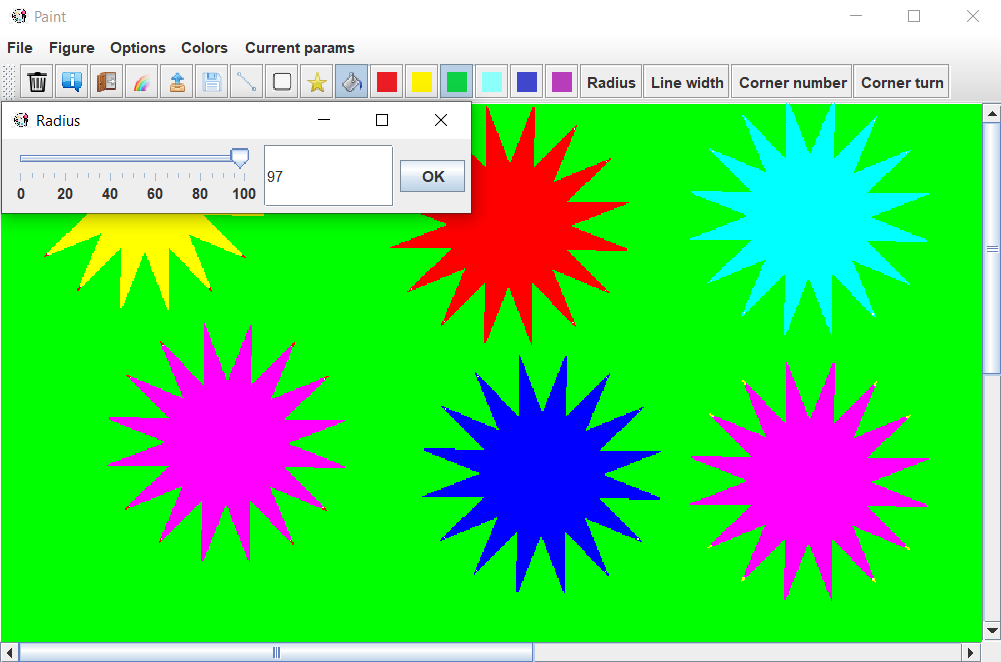 Paint
File Figure Options Colors Current params
Radius Line width Corner number Corner turn
Radius
97
OK
0 20 40 60 80 100